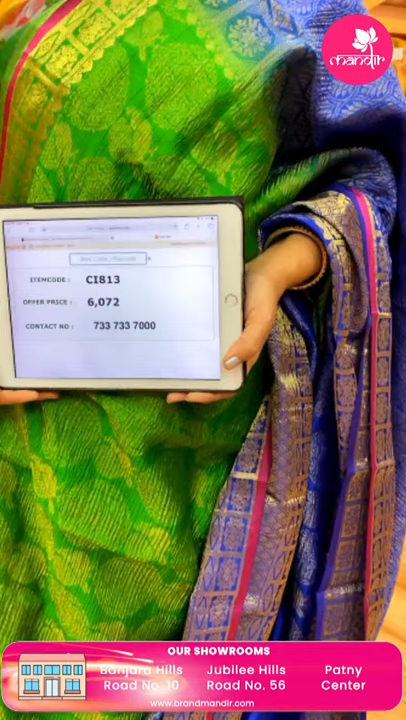 mandir
ITEMCODE : CI813
OFFER PRICE : 6,072
CONTACT NO : 733 733 7000
OUR SHOWROOMS
Banjara Hills Road No. 10
Jubilee Hills Road No. 56
Patny Center
www.brandmandir.com